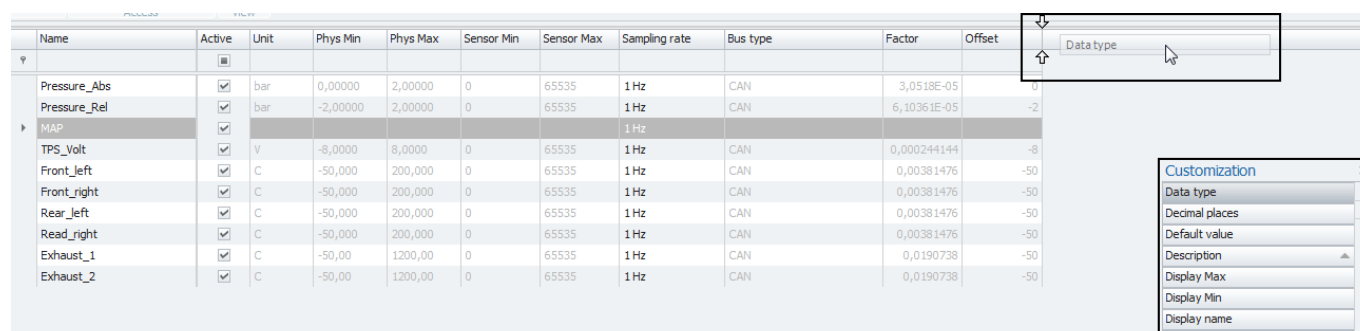 Access View
Name Active Unit Phys Min Phys Max Sensor Min Sensor Max Sampling rate Bus type Factor Offset Data type
Pressure_Abs bar 0,00000 2,00000 0 65535 1 Hz CAN 3,0518E-05 0
Pressure_Rel bar -2,00000 2,00000 0 65535 1 Hz CAN 6,10361E-05 -2
MAP 1 Hz
TPS_Volt V -8,0000 8,0000 0 65535 1 Hz CAN 0,000244144 -8
Front_left C -50,000 200,000 0 65535 1 Hz CAN 0,00381476 -50
Front_right C -50,000 200,000 0 65535 1 Hz CAN 0,00381476 -50
Rear_left C -50,000 200,000 0 65535 1 Hz CAN 0,00381476 -50
Read_right C -50,000 200,000 0 65535 1 Hz CAN 0,00381476 -50
Exhaust_1 C -50,00 1200,00 0 65535 1 Hz CAN 0,0190738 -50
Exhaust_2 C -50,00 1200,00 0 65535 1 Hz CAN 0,0190738 -50
Customization
Data type
Decimal places
Default value
Description
Display Max
Display Min
Display name